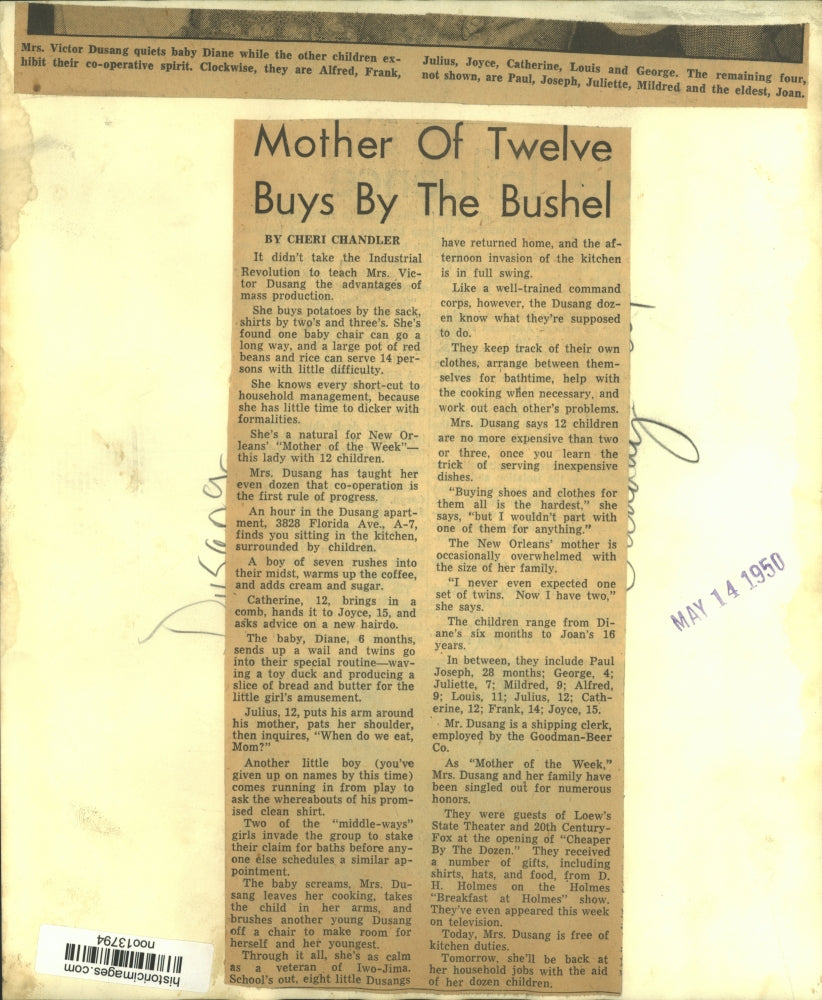 Mrs. Victor Dusang quiets baby Diane while the other children ex-
hibit their co-operative spirit. Clockwise, they are Alfred, Frank,
Julius, Joyce, Catherine, Louis and George. The remaining four,
not shown, are Paul, Joseph, Juliette, Mildred and the eldest, Joan.
Mother Of Twelve
Buys By The Bushel
BY CHERI CHANDLER
It didn't take the Industrial
Revolution to teach Mrs. Vic-
tor Dusang the advantages of
mass production.
She buys potatoes by the sack,
shirts by two's and three's. She's
found one baby chair can go a
long way, and a large pot of red
beans and rice can serve 14 per-
sons with little difficulty.
She knows every short-cut to
household management, because
she has little time to dicker with
formalities.
She's a natural for New Or-
leans' "Mother of the Week"—
this lady with 12 children.
Mrs. Dusang has taught her
even dozen that co-operation is
the first rule of progress.
An hour in the Dusang apart-
ment, 3828 Florida Ave., A-7,
finds you sitting in the kitchen,
surrounded by children.
A boy of seven rushes into
their midst, warms up the coffee,
and adds cream and sugar.
Catherine, 12, brings in a
comb, hands it to Joyce, 15, and
asks advice on a new hairdo.
The baby, Diane, 6 months,
sends up a wail and twins go
into their special routine—wav-
ing a toy duck and producing a
slice of bread and butter for the
little girl's amusement.
Julius, 12, puts his arm around
his mother, pats her shoulder,
then inquires, "When do we eat,
Mom?"
Another little boy (you've
given up on names by this time)
comes running in from play to
ask the whereabouts of his prom-
ised clean shirt.
Two of the "middle-ways"
girls invade the group to stake
their claim for baths before any-
one else schedules a similar ap-
pointment.
The baby screams, Mrs. Du-
sang leaves her cooking, takes
the child in her arms, and
brushes another young Dusang
off a chair to make room for
herself and her youngest.
Through it all, she's as calm
as a veteran of Iwo-Jima.
School's out, eight little Dusangs
have returned home, and the af-
ternoon invasion of the kitchen
is in full swing.
Like a well-trained command
corps, however, the Dusang doz-
en know what they're supposed
to do.
They keep track of their own
clothes, arrange between them-
selves for bathtime, help with
the cooking when necessary, and
work out each other's problems.
Mrs. Dusang says 12 children
are no more expensive than two
or three, once you learn the
trick of serving inexpensive
dishes.
"Buying shoes and clothes for
them all is the hardest," she
says, "but I wouldn't part with
one of them for anything."
The New Orleans' mother is
occasionally overwhelmed with
the size of her family.
"I never even expected one
set of twins. Now I have two,"
she says.
The children range from Di-
ane's six months to Joan's 16
years.
In between, they include Paul
Joseph, 28 months; George, 4;
Juliette, 7; Mildred, 9; Alfred,
9; Louis, 11; Julius, 12; Cath-
erine, 12; Frank, 14; Joyce, 15.
Mr. Dusang is a shipping clerk,
employed by the Goodman-Beer
Co.
As "Mother of the Week,"
Mrs. Dusang and her family have
been singled out for numerous
honors.
They were guests of Loew's
State Theater and 20th Century-
Fox at the opening of "Cheaper
By The Dozen." They received
a number of gifts, including
shirts, hats, and food, from D.
H. Holmes on the Holmes
"Breakfast at Holmes" show.
They've even appeared this week
on television.
Today, Mrs. Dusang is free of
kitchen duties.
Tomorrow, she'll be back at
her household jobs with the aid
of her dozen children.
Dusang
MAY 14 1950
historicimages.com
noo13794